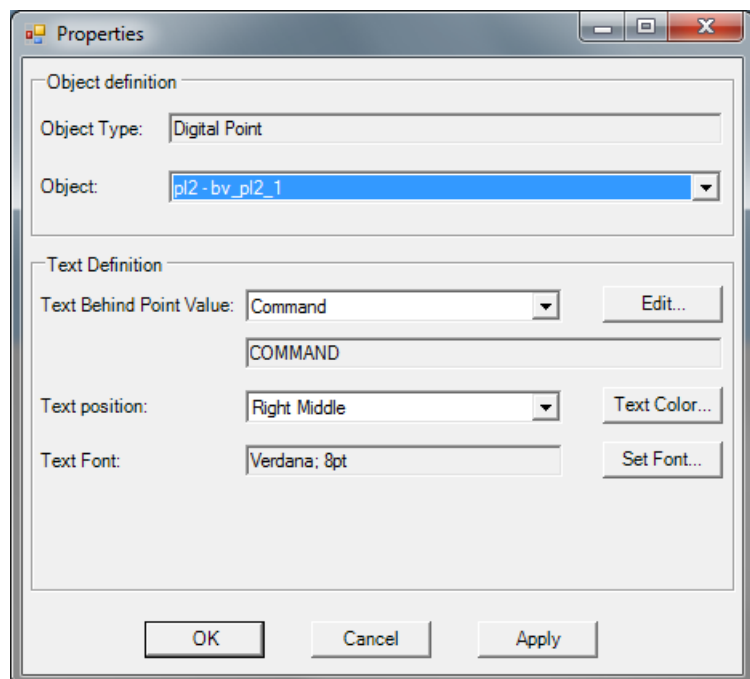 Properties
Object definition
Object Type: Digital Point
Object: pl2 - bv_pl2_1
Text Definition
Text Behind Point Value: Command Edit...
COMMAND
Text position: Right Middle Text Color...
Text Font: Verdana; 8pt Set Font...
OK Cancel Apply